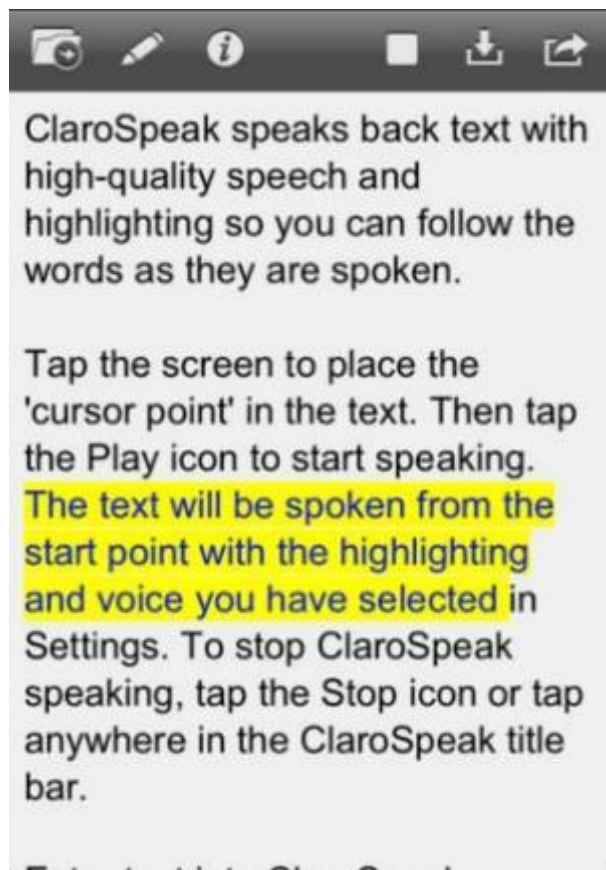 ClaroSpeak speaks back text with
high-quality speech and
highlighting so you can follow the
words as they are spoken.
Tap the screen to place the
'cursor point' in the text. Then tap
the Play icon to start speaking.
The text will be spoken from the
start point with the highlighting
and voice you have selected in
Settings. To stop ClaroSpeak
speaking, tap the Stop icon or tap
anywhere in the ClaroSpeak title
bar.